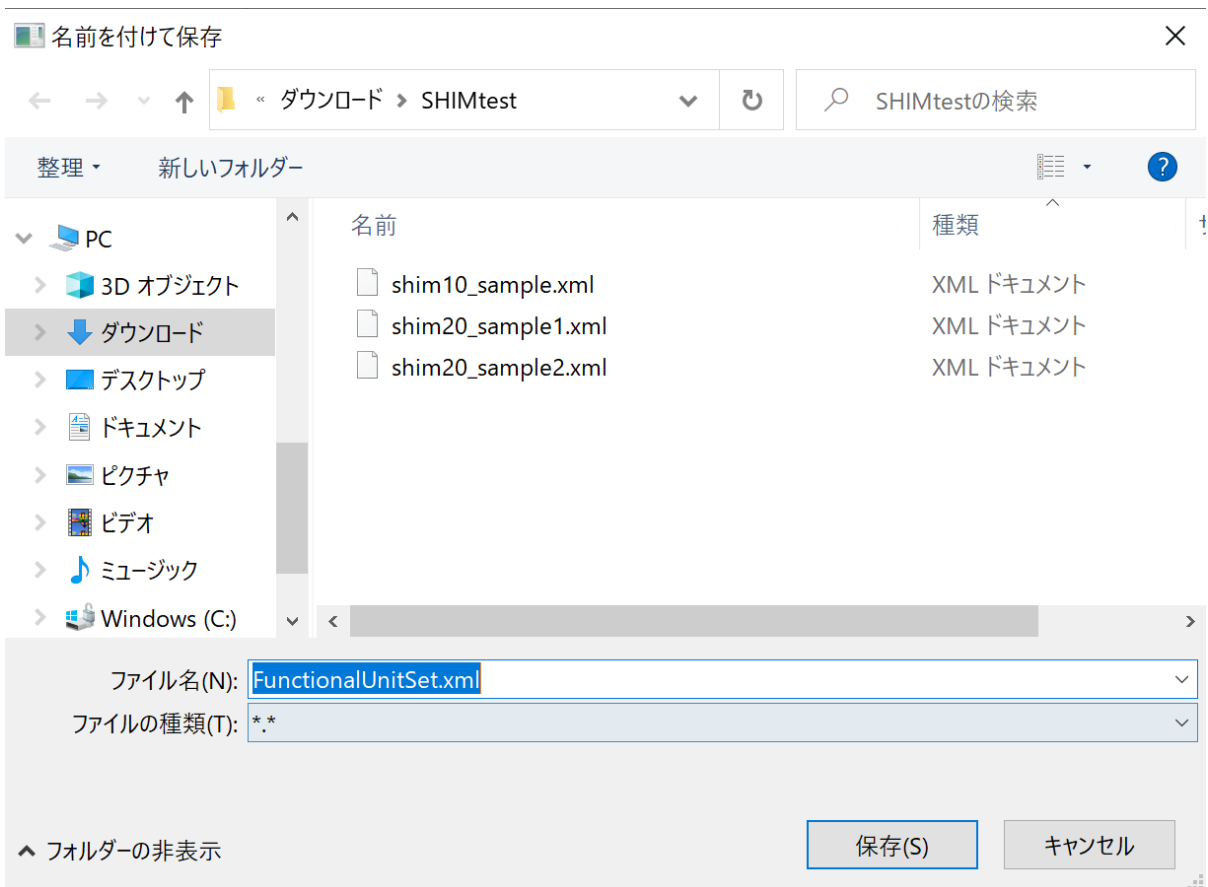 名前を付けて保存
« ダウンロード > SHIMtest
SHIMtestの検索
整理
新しいフォルダー
?
PC
3D オブジェクト
ダウンロード
デスクトップ
ドキュメント
ピクチャ
ビデオ
ミュージック
Windows (C:)
名前 種類
shim10_sample.xml XML ドキュメント
shim20_sample1.xml XML ドキュメント
shim20_sample2.xml XML ドキュメント
ファイル名(N): FunctionalUnitSet.xml
ファイルの種類(T): *.*
フォルダーの非表示
保存(S)
キャンセル